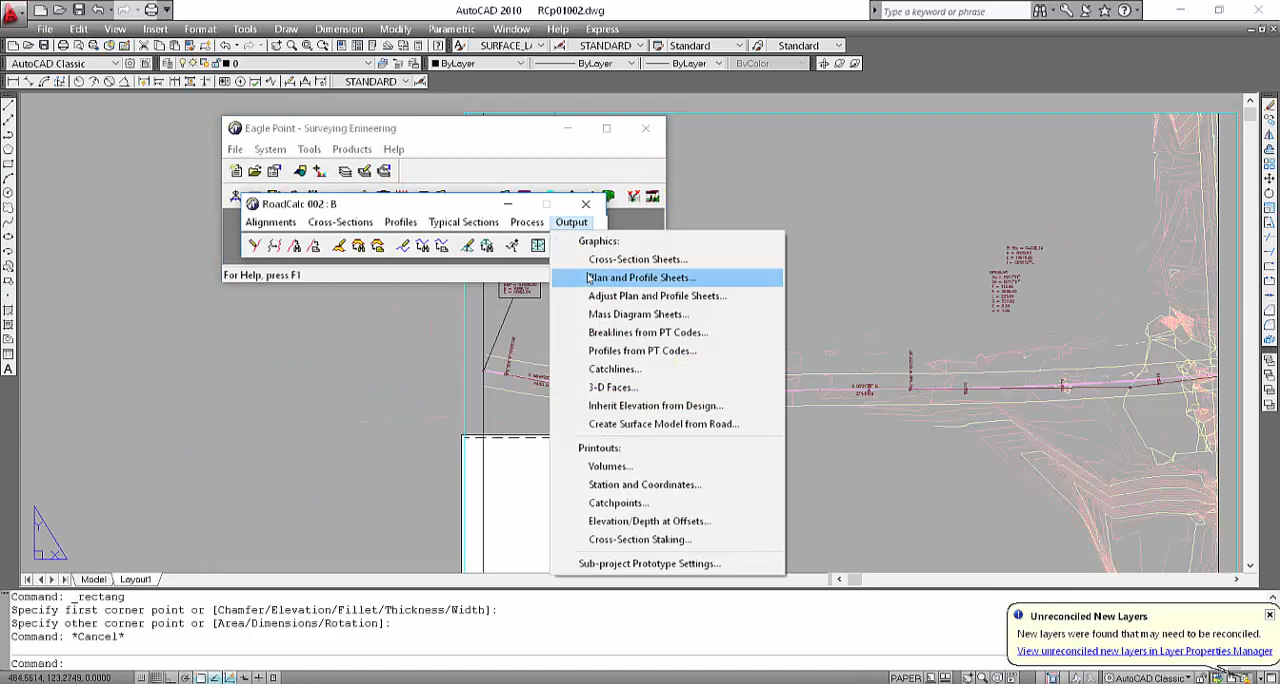 AutoCAD 2010 RCp01002.dwg
Type a keyword or phrase
File Edit View Insert Format Tools Draw Dimension Modify Parametric Window Help Express
SURFACE_L STANDARD Standard Standard
AutoCAD Classic 0 ByLayer ByLayer ByLayer ByColor
STANDARD
Eagle Point - Surveying Enineering
File System Tools Products Help
RoadCalc 002 : B
Alignments Cross-Sections Profiles Typical Sections Process Output
For Help, press F1
Graphics:
Cross-Section Sheets...
Plan and Profile Sheets...
Adjust Plan and Profile Sheets...
Mass Diagram Sheets...
Breaklines from PT Codes...
Profiles from PT Codes...
Catchlines...
3-D Faces...
Inherit Elevation from Design...
Create Surface Model from Road...
Printouts:
Volumes...
Station and Coordinates...
Catchpoints...
Elevation/Depth at Offsets...
Cross-Section Staking...
Sub-project Prototype Settings...
Y
X
Model Layout1
Command: _rectang
Specify first corner point or [Chamfer/Elevation/Fillet/Thickness/Width]:
Specify other corner point or [Area/Dimensions/Rotation]:
Command: *Cancel*
Command:
Unreconciled New Layers
New layers were found that may need to be reconciled.
View unreconciled new layers in Layer Properties Manager
484.5614, 123.2749, 0.0000 PAPER AutoCAD Classic